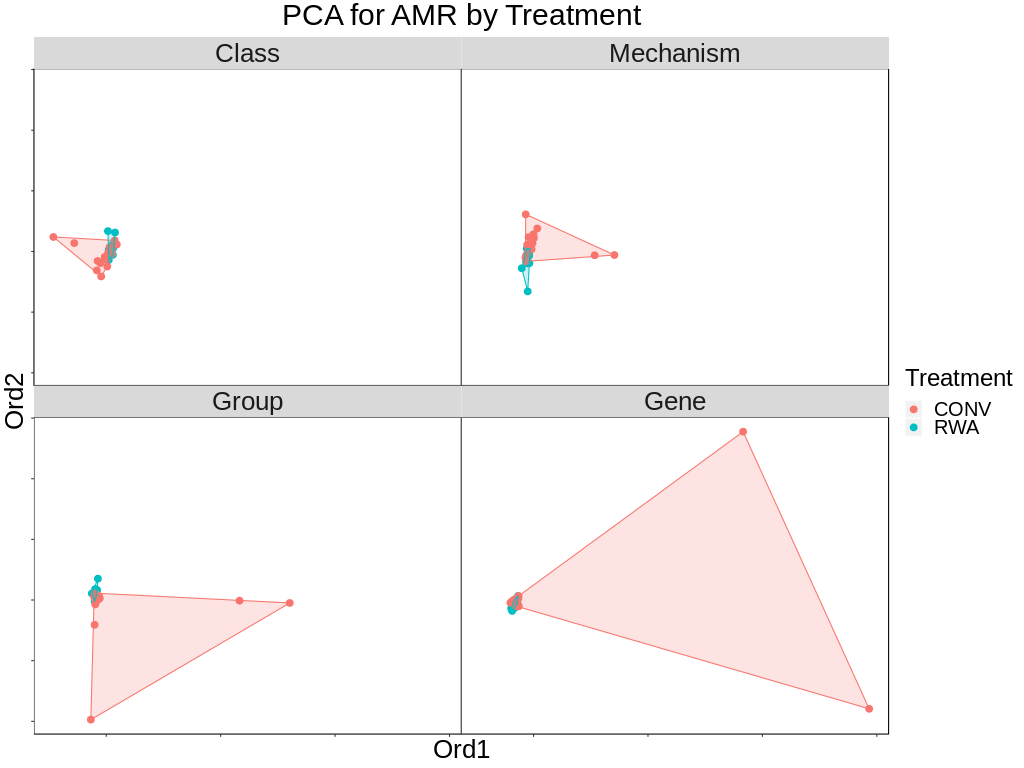 PCA for AMR by Treatment
Class
Mechanism
Group
Gene
Ord2
Ord1
Treatment
CONV
RWA